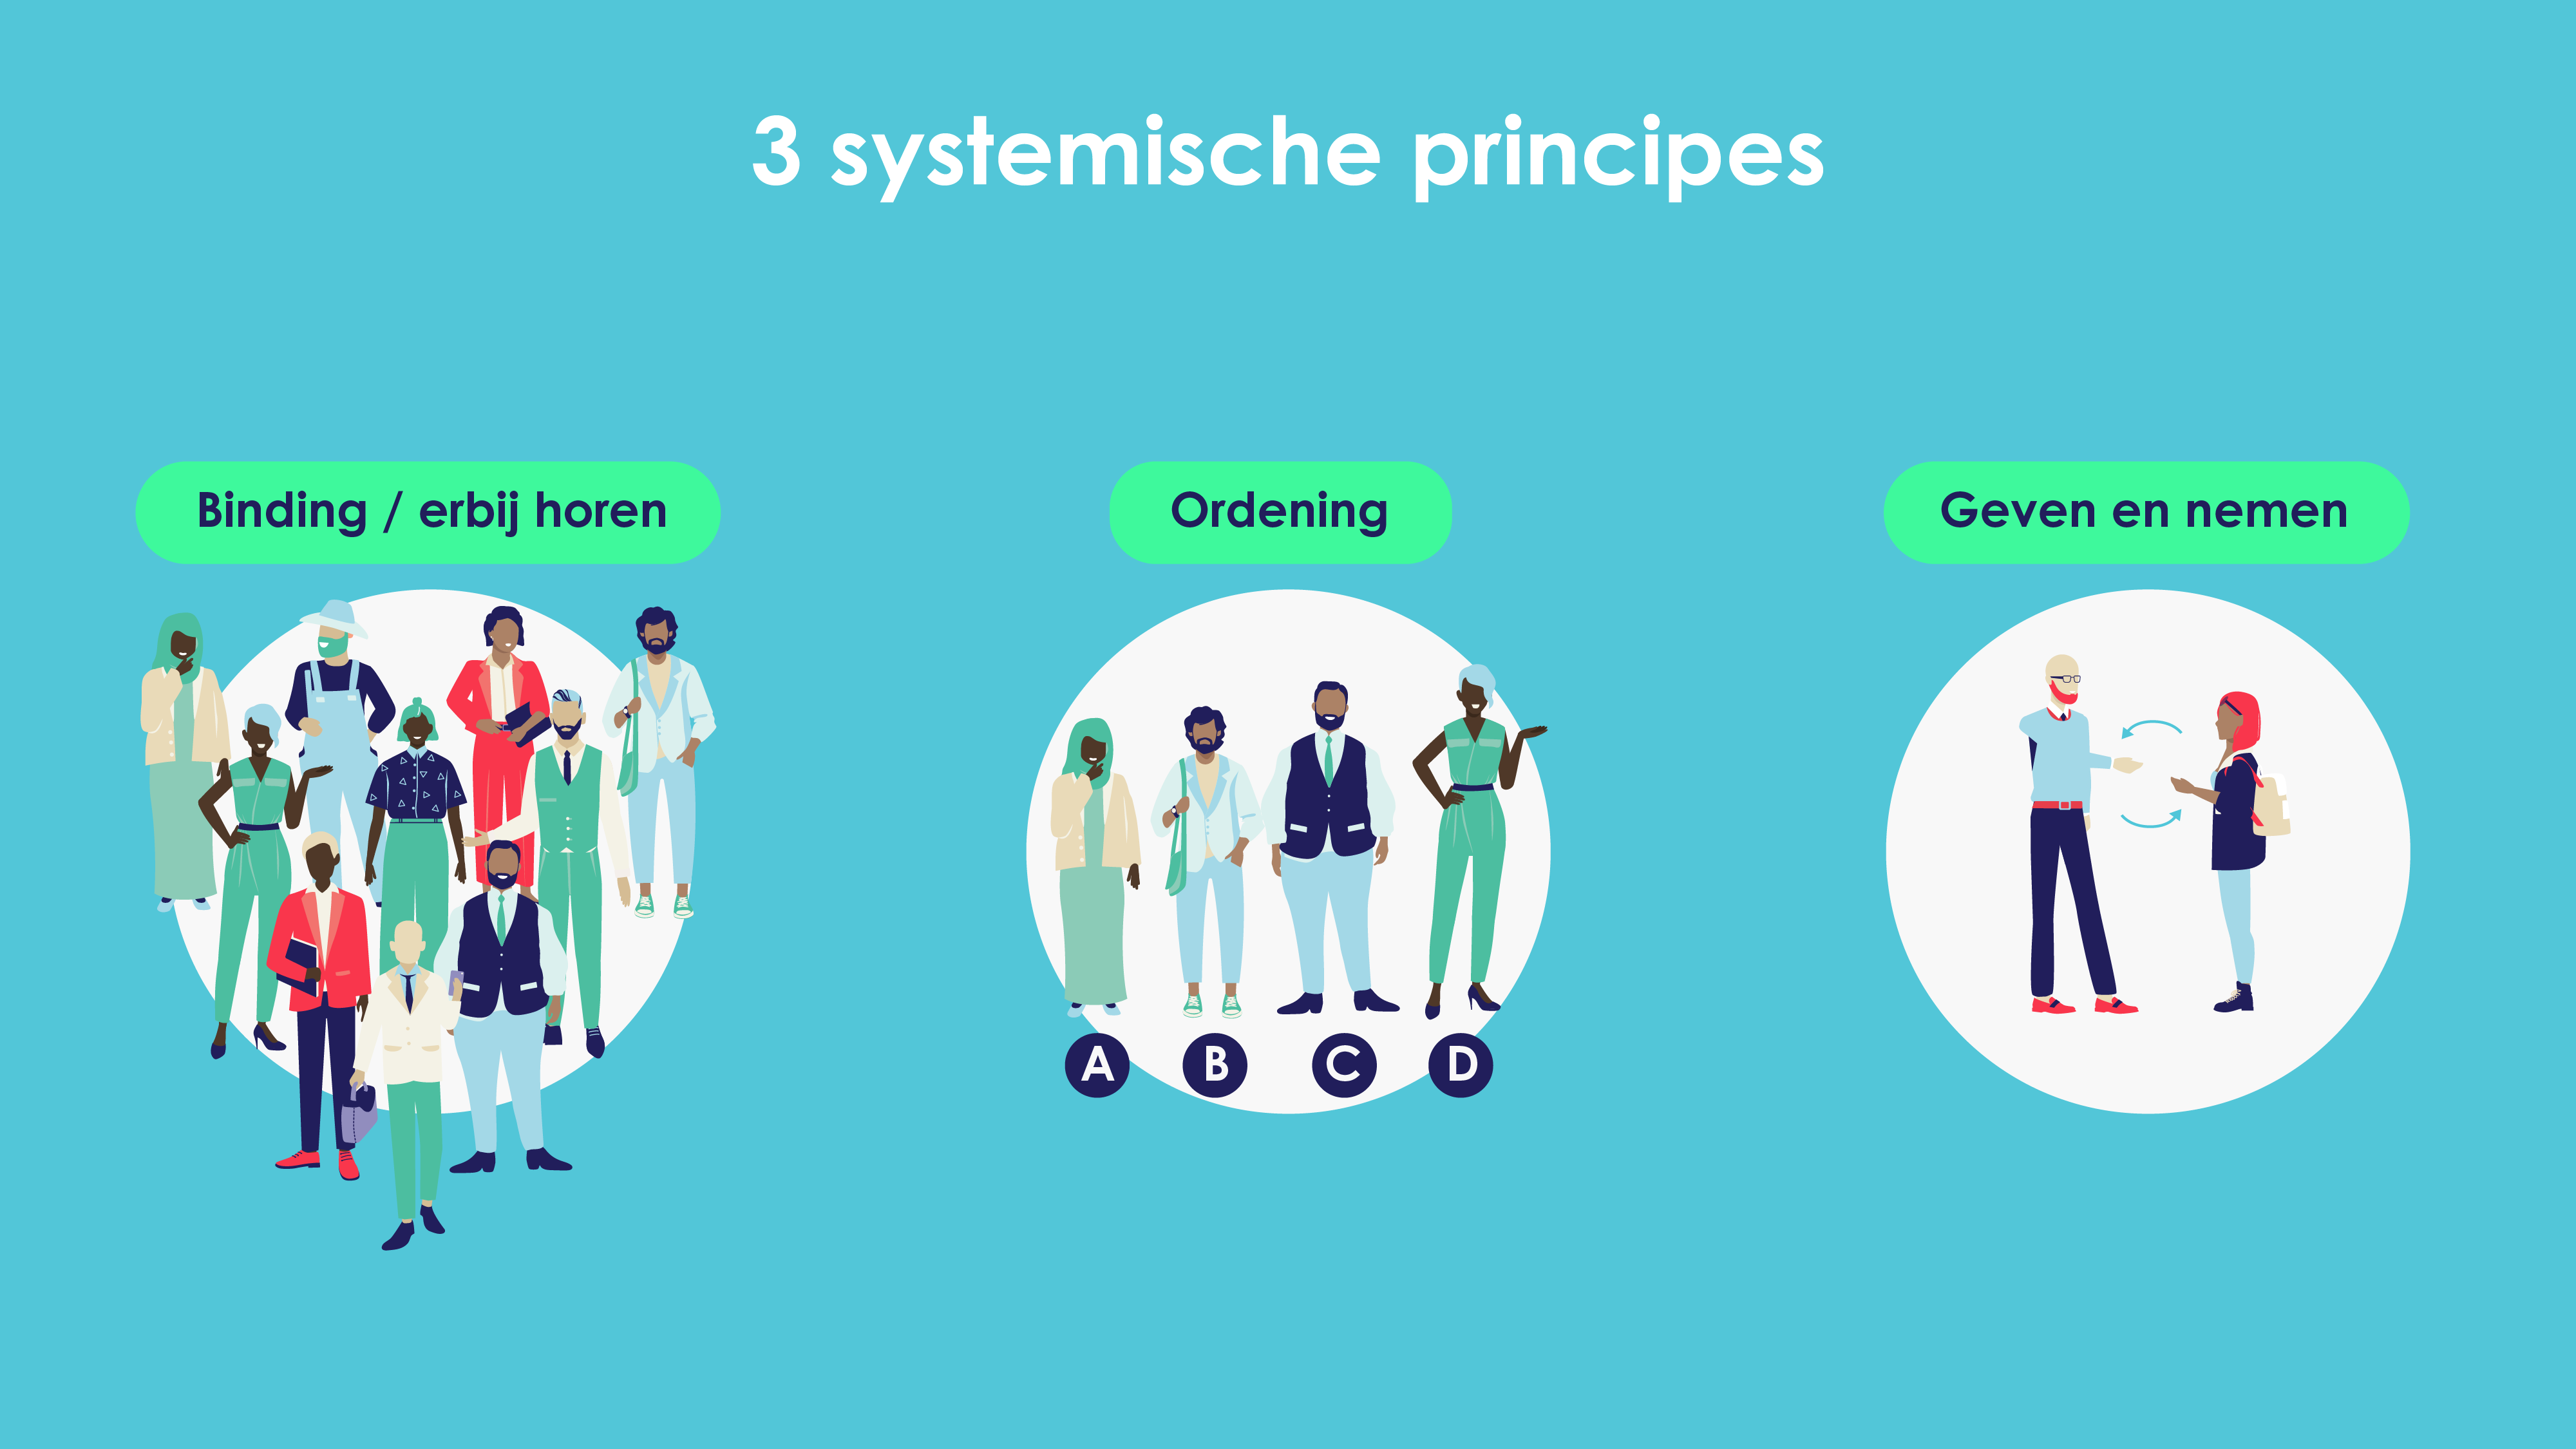 3 systemische principes
Binding / erbij horen
Ordening
Geven en nemen
A
B
C
D